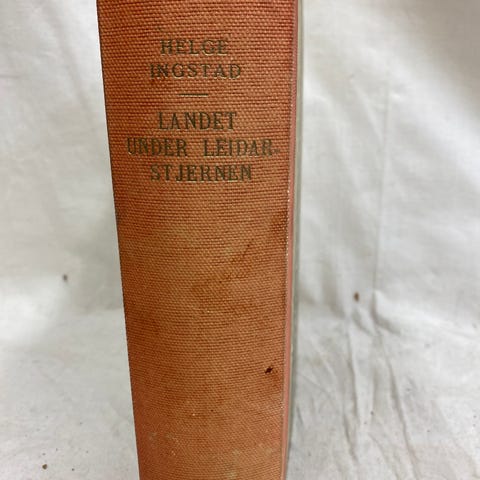 HELGE
INGSTAD
LANDET
UNDER LEIDAR-
STJERNEN